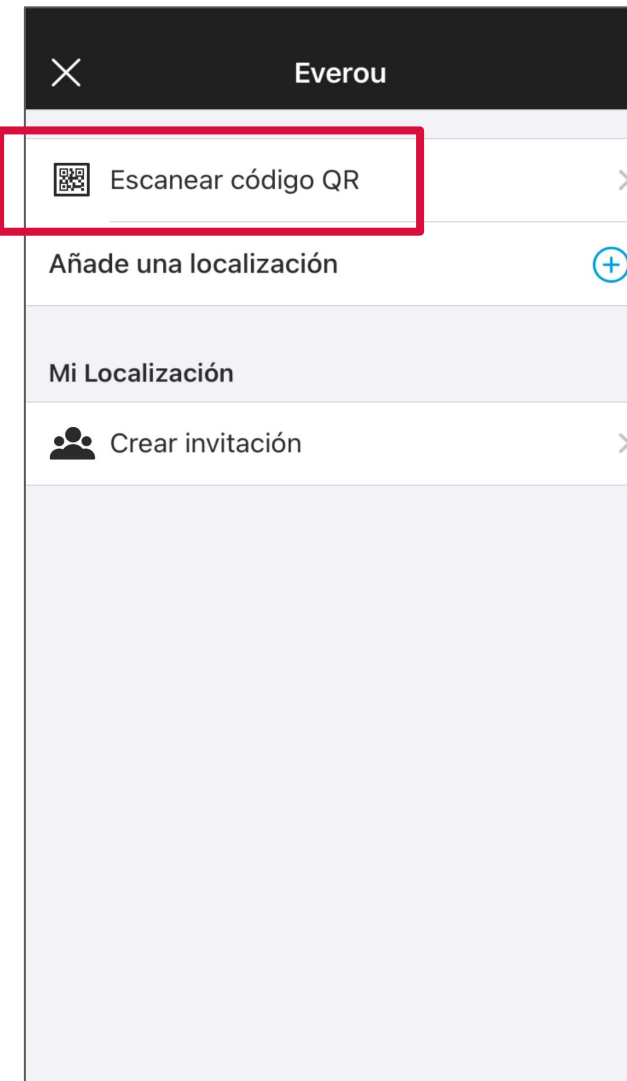 Everou
Escanear código QR
Añade una localización
Mi Localización
Crear invitación